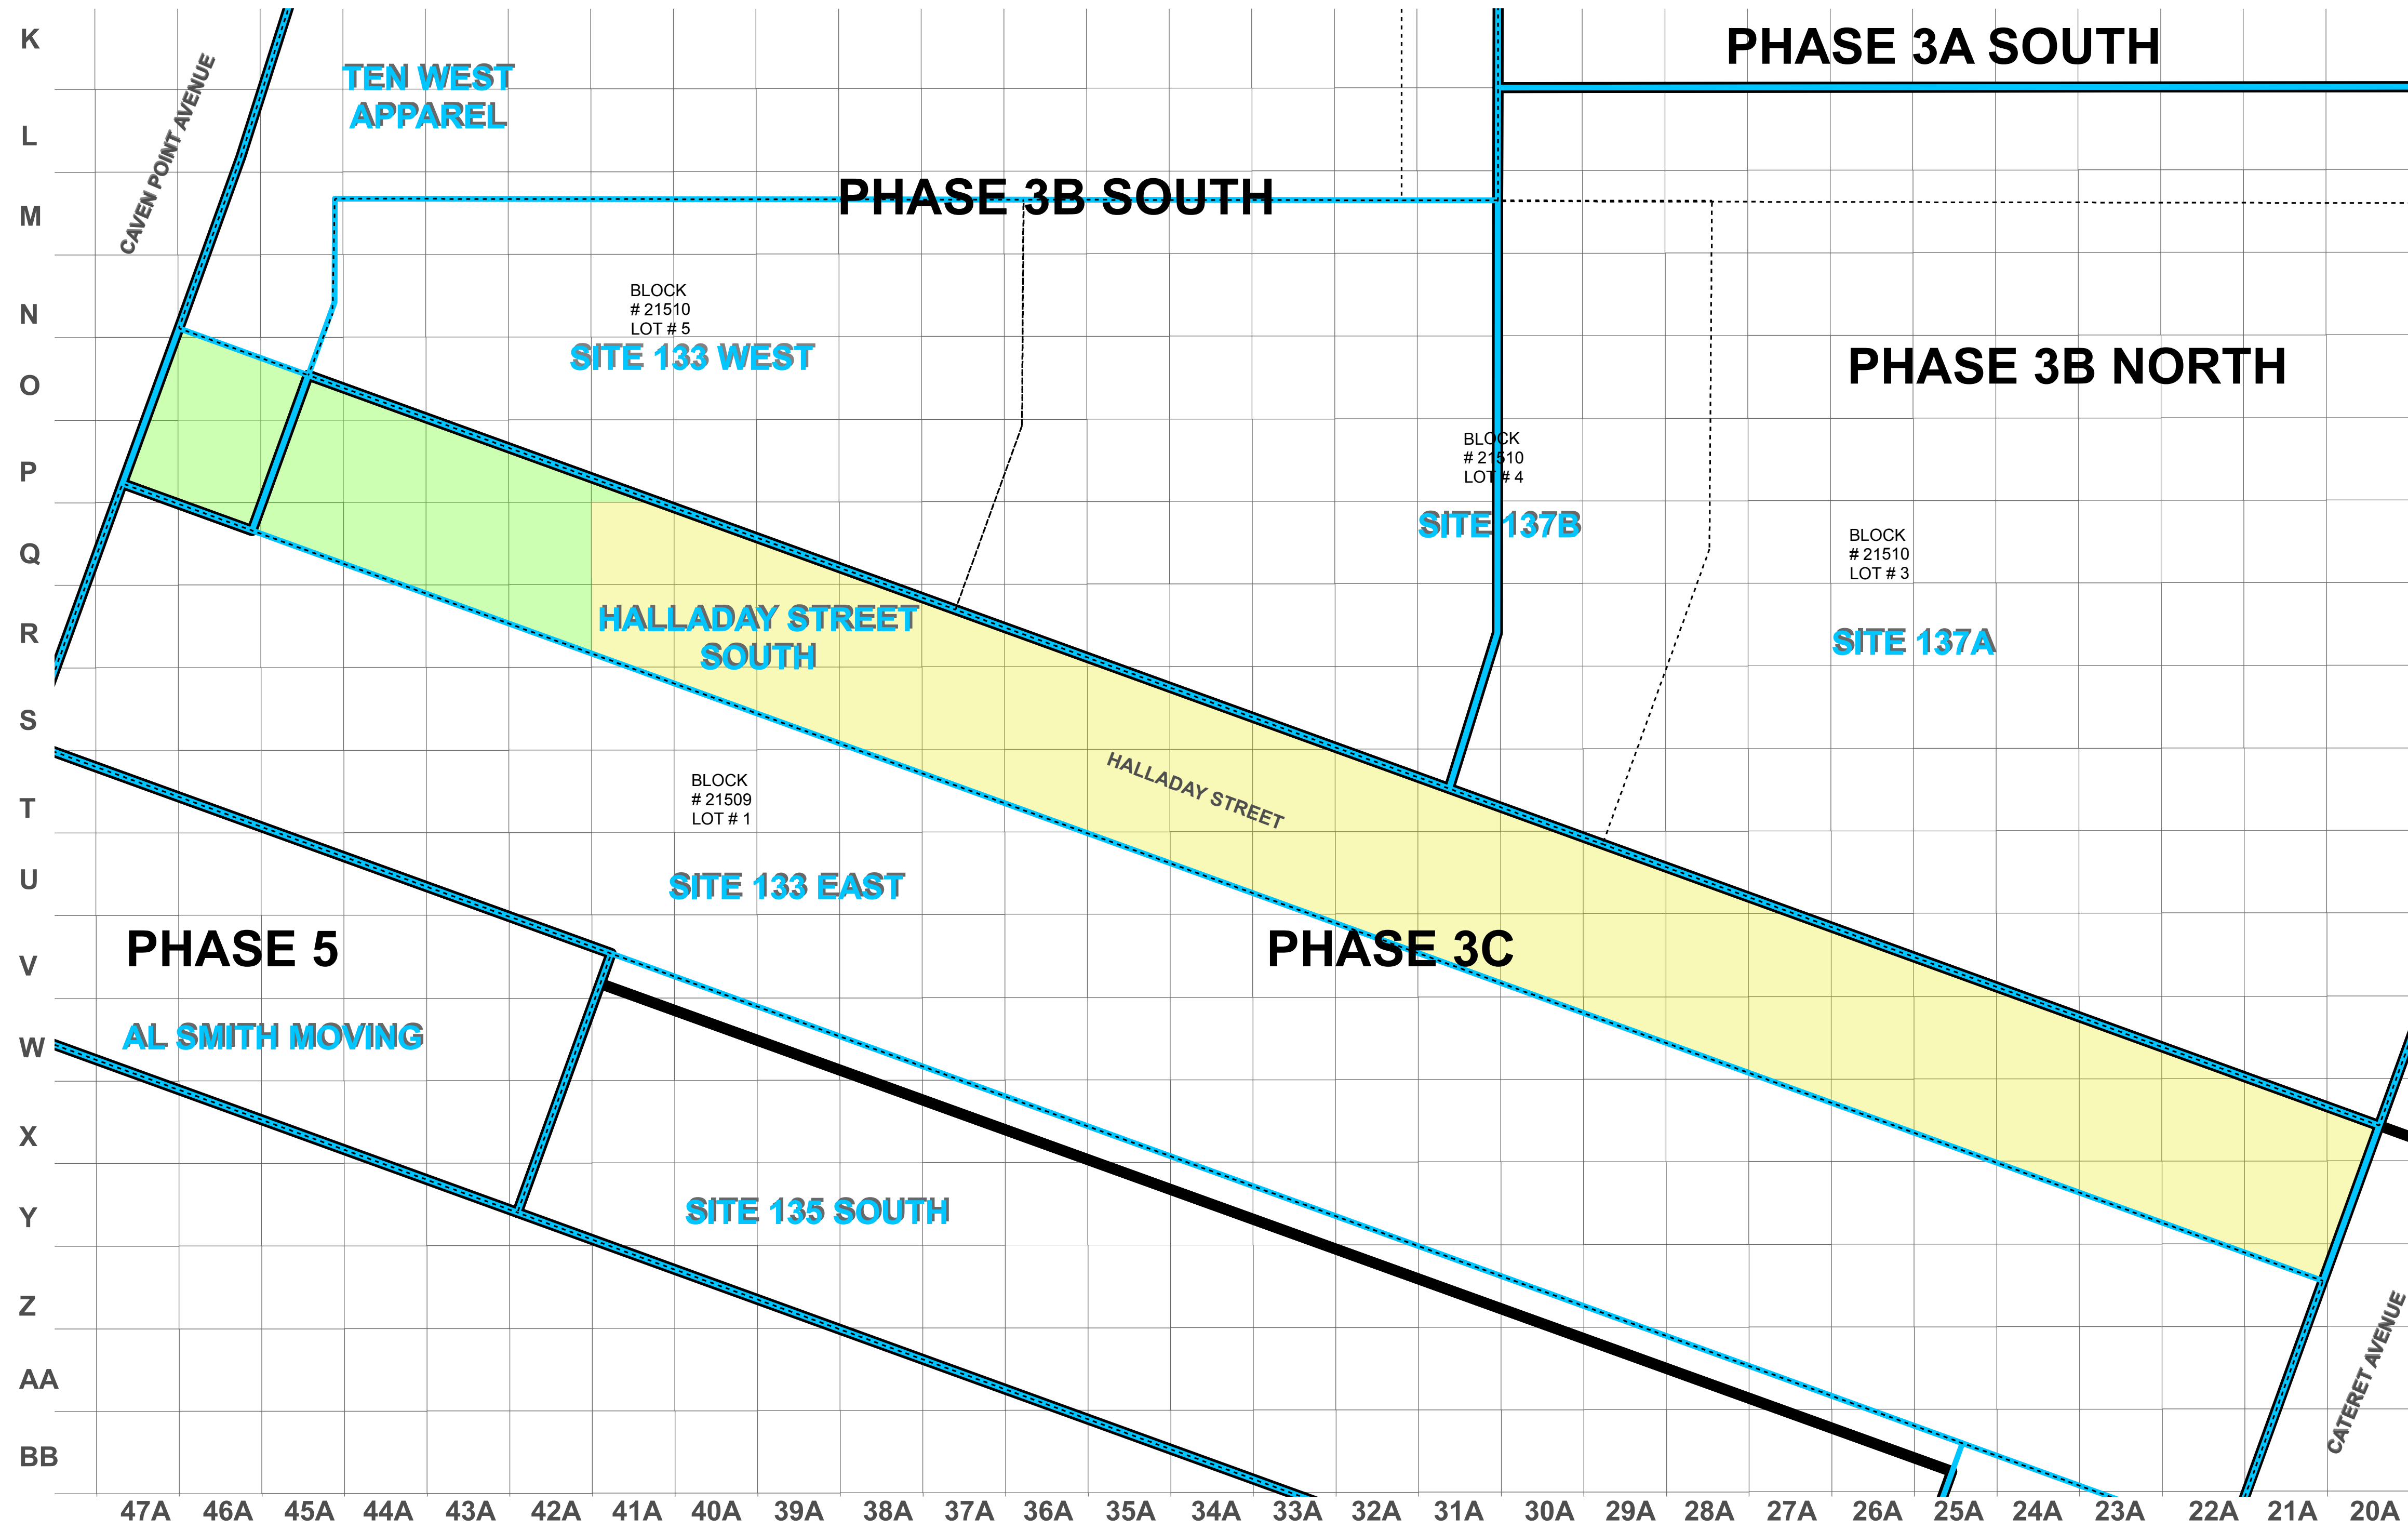 K
PHASE 3A SOUTH
TEN WEST
APPAREL
CAVEN POINT AVENUE
L
PHASE 3B SOUTH
M
BLOCK
# 21510
LOT # 5
N
SITE 133 WEST
PHASE 3B NORTH
O
BLOCK
# 21510
LOT # 4
P
SITE 137B
BLOCK
# 21510
LOT # 3
Q
HALLADAY STREET
SOUTH
R
SITE 137A
S
HALLADAY STREET
BLOCK
# 21509
LOT # 1
T
SITE 133 EAST
U
PHASE 5
PHASE 3C
V
AL SMITH MOVING
W
X
SITE 135 SOUTH
Y
Z
CATERET AVENUE
AA
BB
47A 46A 45A 44A 43A 42A 41A 40A 39A 38A 37A 36A 35A 34A 33A 32A 31A 30A 29A 28A 27A 26A 25A 24A 23A 22A 21A 20A